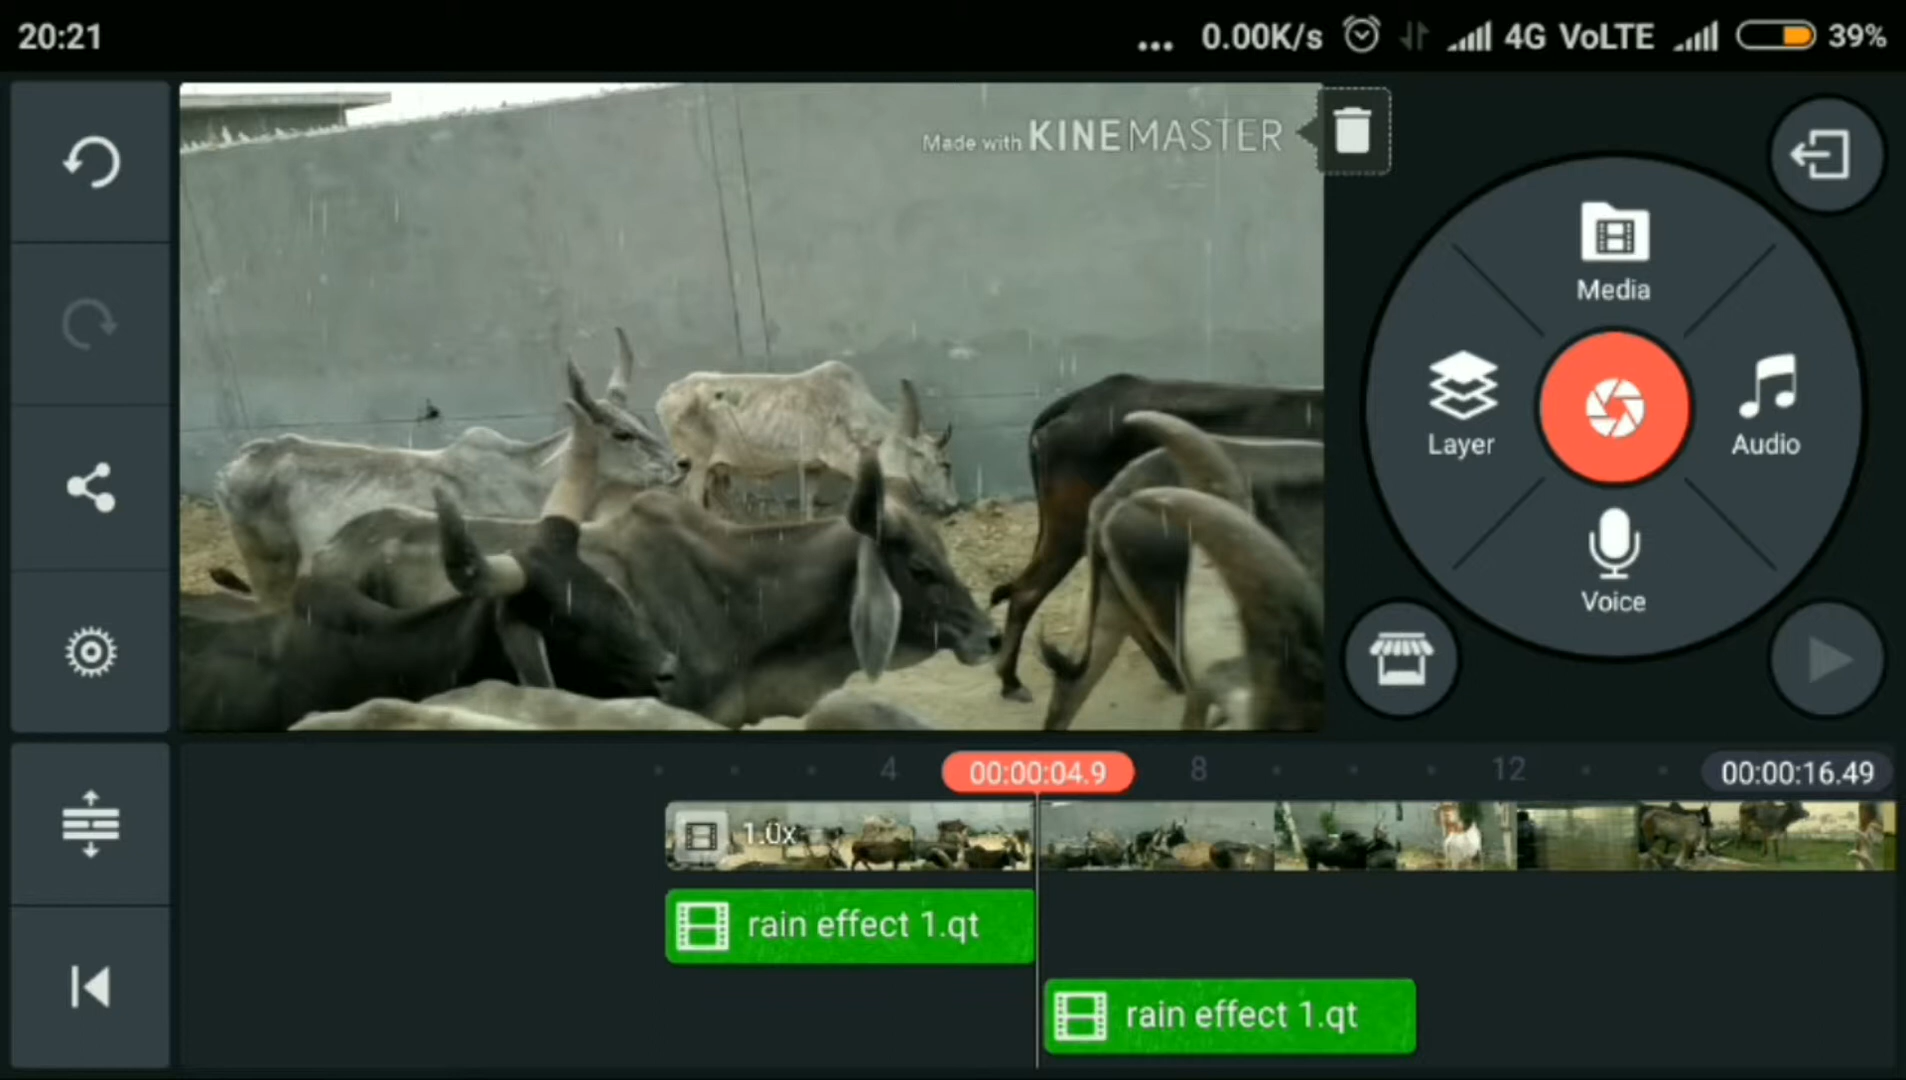 20:21
... 0.00K/s 4G VoLTE 39%
Made with KINEMASTER
Media
Layer
Audio
Voice
4
00:00:04.9
8
12
00:00:16.49
1.0x
rain effect 1.qt
rain effect 1.qt